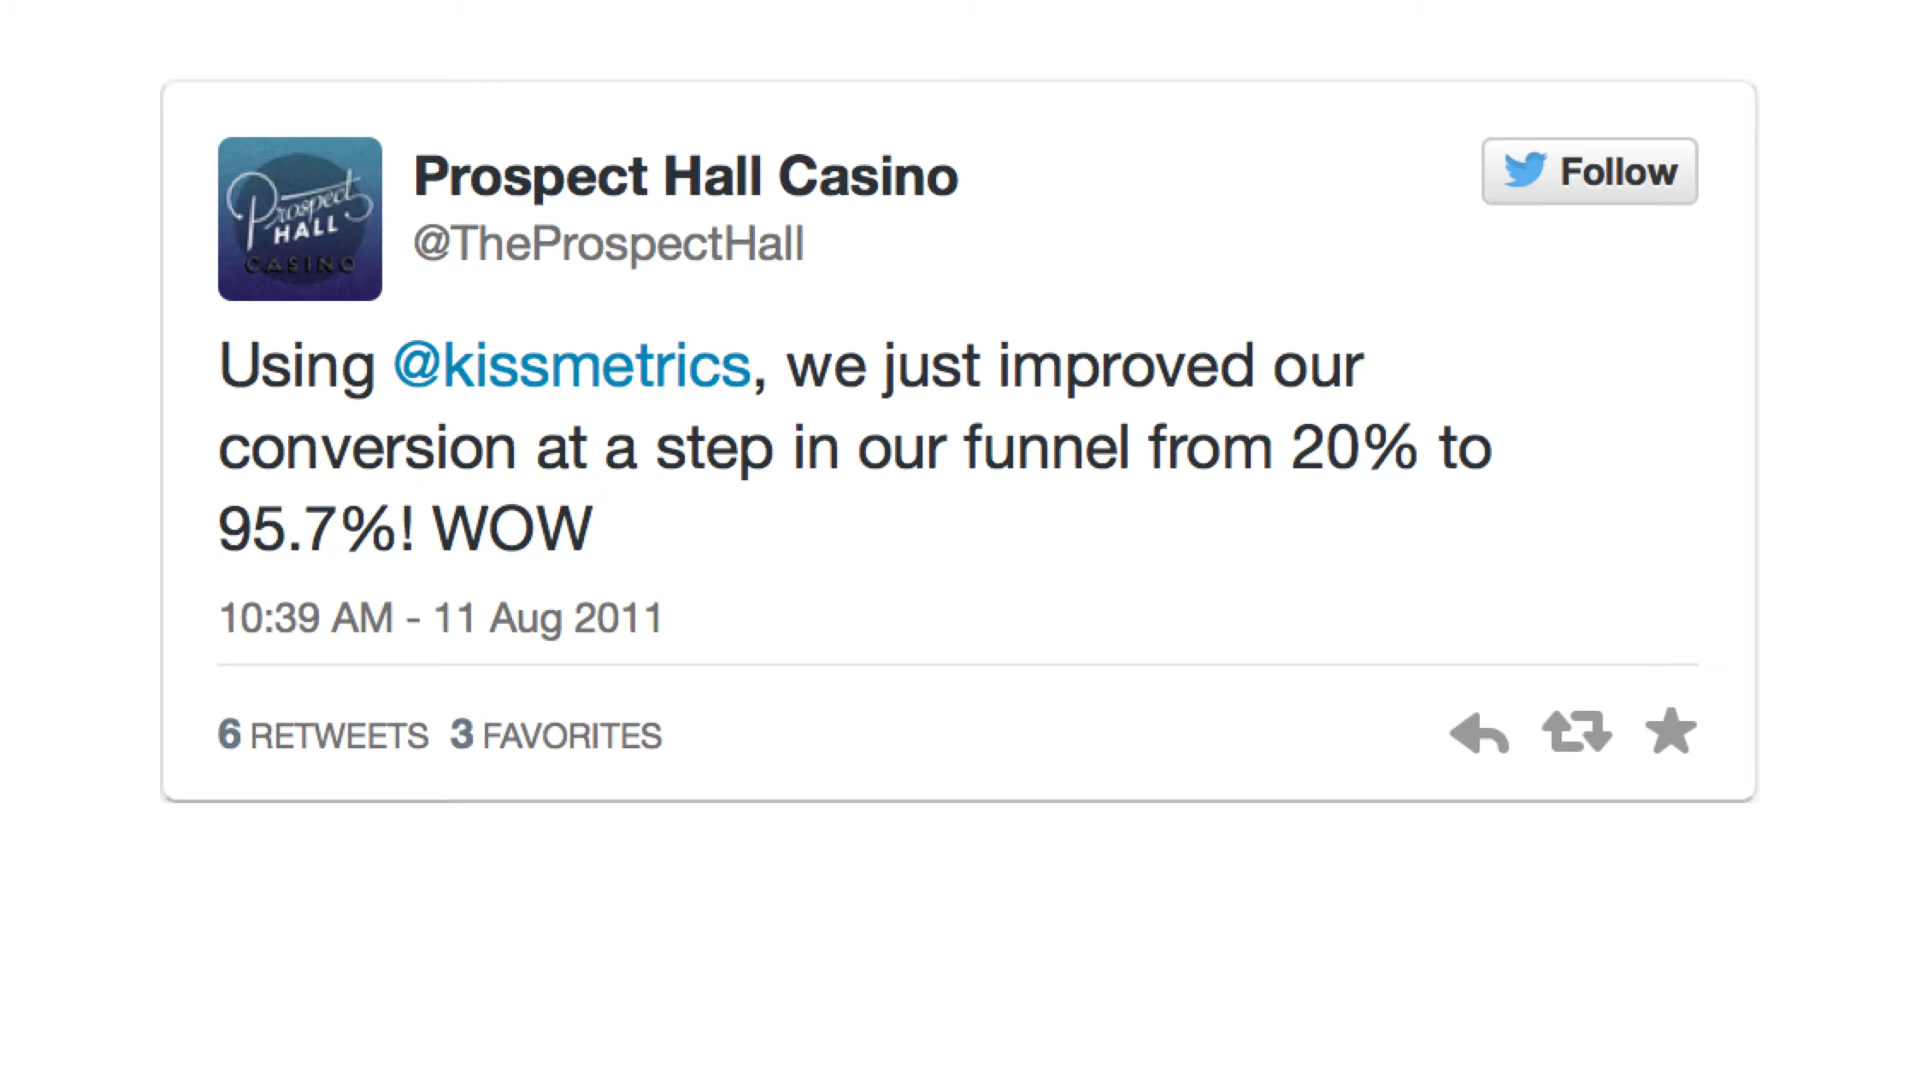 Prospect
HALL
CASINO
Prospect Hall Casino
@TheProspectHall
Follow
Using @kissmetrics, we just improved our
conversion at a step in our funnel from 20% to
95.7%! WOW
10:39 AM - 11 Aug 2011
6 RETWEETS 3 FAVORITES